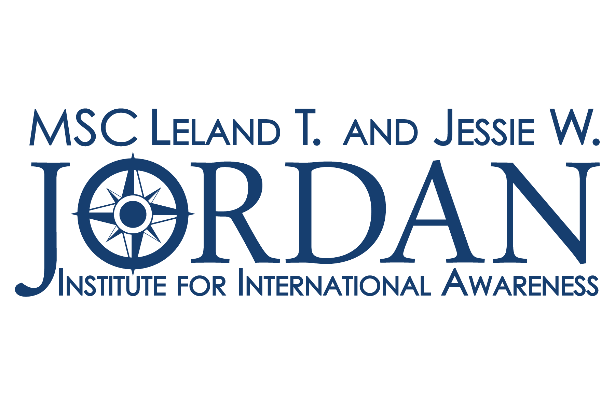 MSC LELAND T. AND JESSIE W.
JORDAN
INSTITUTE FOR INTERNATIONAL AWARENESS